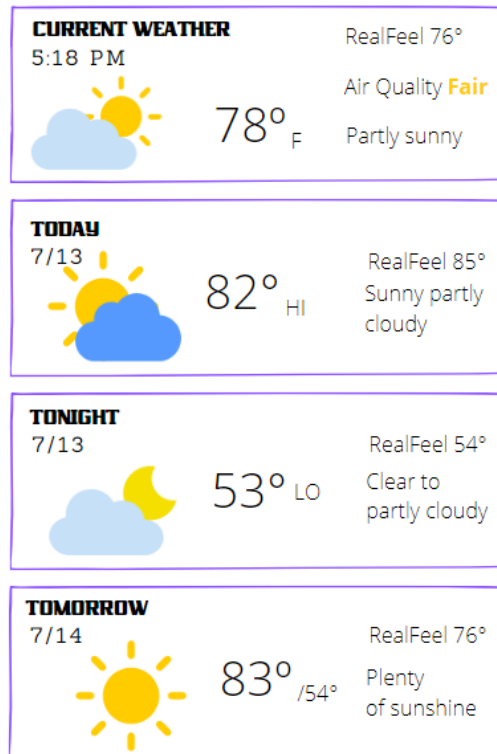 CURRENT WEATHER
5:18 PM
78° F
RealFeel 76°
Air Quality Fair
Partly sunny
TODAY
7/13
82° HI
RealFeel 85°
Sunny partly
cloudy
TONIGHT
7/13
53° LO
RealFeel 54°
Clear to
partly cloudy
TOMORROW
7/14
83° /54°
RealFeel 76°
Plenty
of sunshine